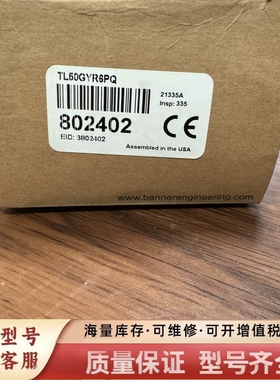 TL50GYR6PQ
21335A
Insp: 335
802402
EID: 3802402
Assembled in the USA
CE
www.bannerengineering.com
型号
客服
海量库存·可维修·可开增值税
质量保证 型号齐全